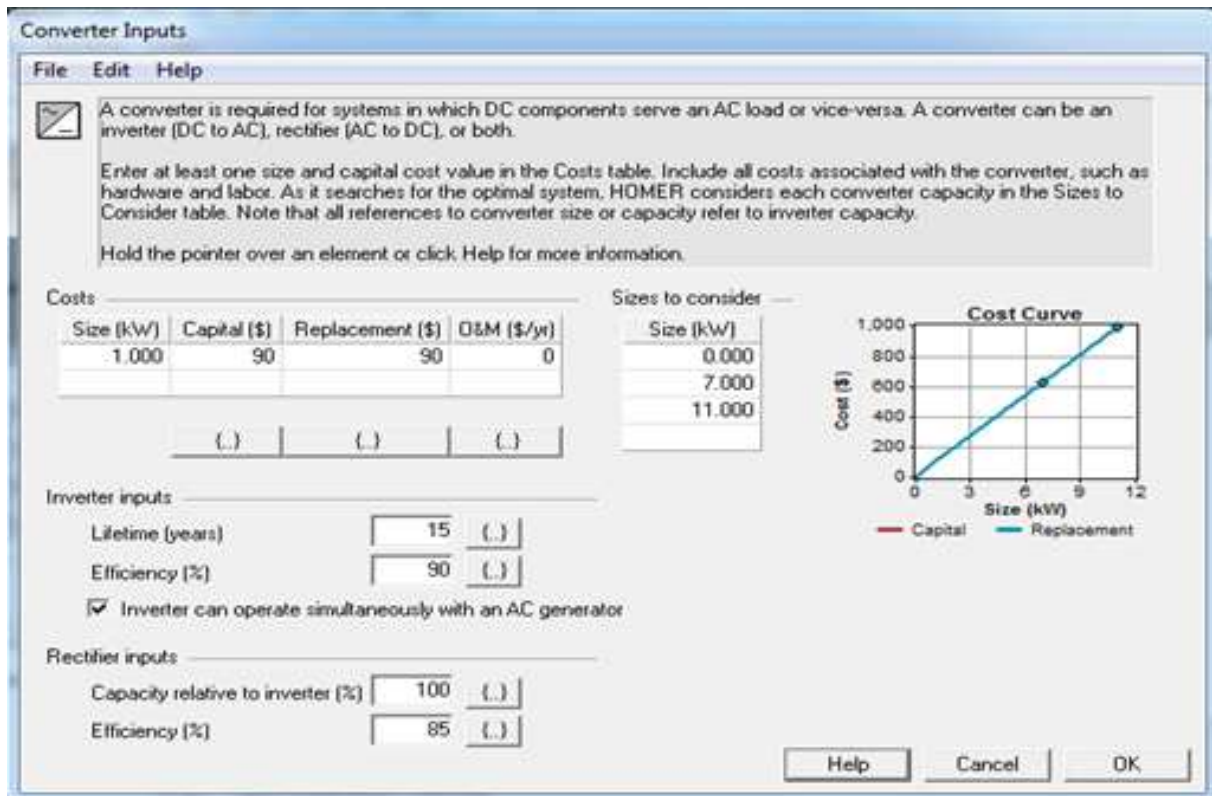 Converter Inputs
File Edit Help
A converter is required for systems in which DC components serve an AC load or vice-versa. A converter can be an
inverter (DC to AC), rectifier (AC to DC), or both.
Enter at least one size and capital cost value in the Costs table. Include all costs associated with the converter, such as
hardware and labor. As it searches for the optimal system, HOMER considers each converter capacity in the Sizes to
Consider table. Note that all references to converter size or capacity refer to inverter capacity.
Hold the pointer over an element or click Help for more information.
Costs
Size (kW) Capital ($) Replacement ($) O&M ($/yr)
1.000 90 90 0
{..} {..} {..}
Sizes to consider
Size (kW)
0.000
7.000
11.000
Cost Curve
1,000
800
600
400
200
0
Cost ($)
0 3 6 9 12
Size (kW)
Capital Replacement
Inverter inputs
Lifetime (years) 15 {..}
Efficiency (%) 90 {..}
Inverter can operate simultaneously with an AC generator
Rectifier inputs
Capacity relative to inverter (%) 100 {..}
Efficiency (%) 85 {..}
Help Cancel OK